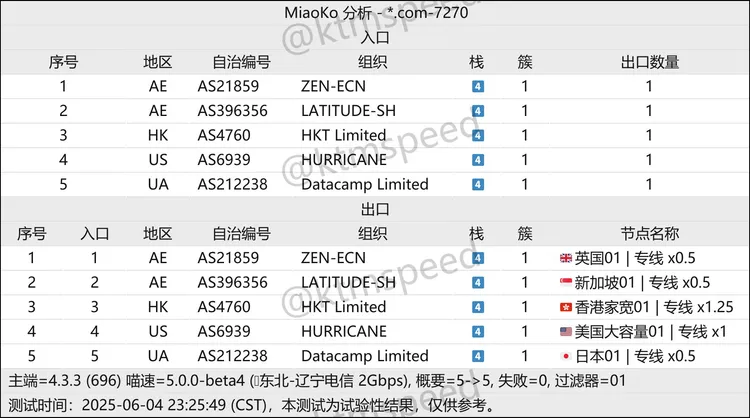 MiaoKo 分析 - *.com-7270
入口
序号 地区 自治编号 组织 栈 簇 出口数量
1 AE AS21859 ZEN-ECN 4 1 1
2 AE AS396356 LATITUDE-SH 4 1 1
3 HK AS4760 HKT Limited 4 1 1
4 US AS6939 HURRICANE 4 1 1
5 UA AS212238 Datacamp Limited 4 1 1
出口
序号 入口 地区 自治编号 组织 栈 簇 节点名称
1 1 AE AS21859 ZEN-ECN 4 1 英国01 | 专线 x0.5
2 2 AE AS396356 LATITUDE-SH 4 1 新加坡01 | 专线 x0.5
3 3 HK AS4760 HKT Limited 4 1 香港家宽01 | 专线 x1.25
4 4 US AS6939 HURRICANE 4 1 美国大容量01 | 专线 x1
5 5 UA AS212238 Datacamp Limited 4 1 日本01 | 专线 x0.5
主端=4.3.3 (696) 喵速=5.0.0-beta4 (东北-辽宁电信 2Gbps), 概要=5->5, 失败=0, 过滤器=01
测试时间：2025-06-04 23:25:49 (CST)，本测试为试验性结果，仅供参考。
@ktmspeed
@ktmspeed
@ktmspeed